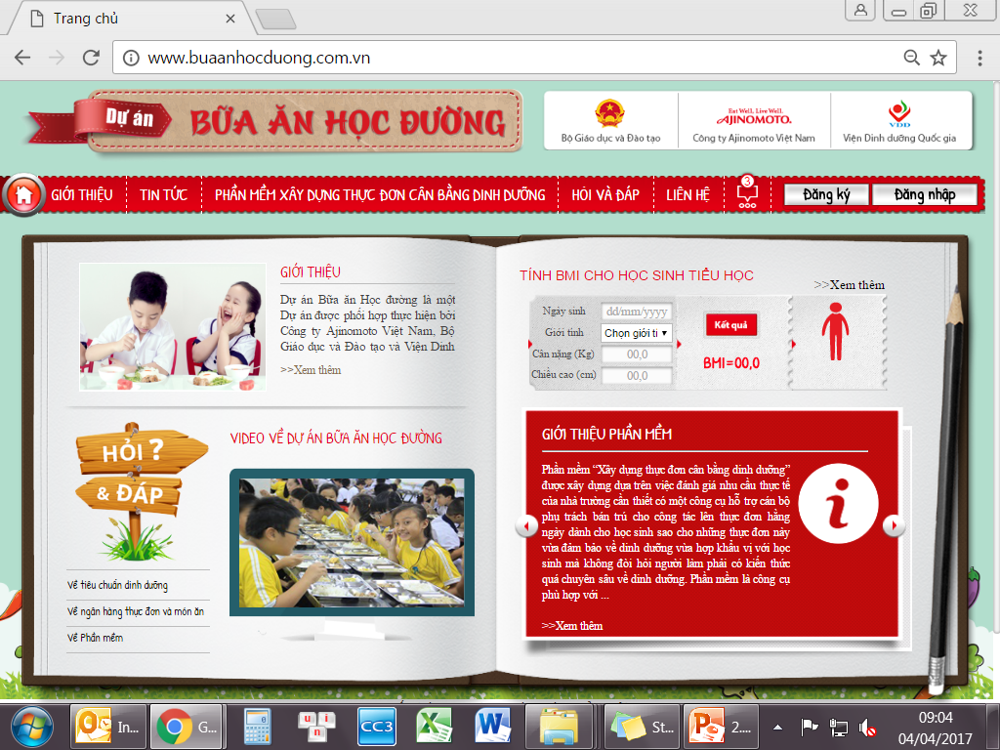 Trang chủ
www.buaanhocduong.com.vn
Dự án
BỮA ĂN HỌC ĐƯỜNG
Bộ Giáo dục và Đào tạo
Eat Well, Live Well.
AJINOMOTO.
Công ty Ajinomoto Việt Nam
VDD
Viện Dinh dưỡng Quốc gia
GIỚI THIỆU
TIN TỨC
PHẦN MỀM XÂY DỰNG THỰC ĐƠN CÂN BẰNG DINH DƯỠNG
HỎI VÀ ĐÁP
LIÊN HỆ
3
Đăng ký
Đăng nhập
GIỚI THIỆU
Dự án Bữa ăn Học đường là một
Dự án được phối hợp thực hiện bởi
Công ty Ajinomoto Việt Nam, Bộ
Giáo dục và Đào tạo và Viện Dinh
>>Xem thêm
HỎI ?
& ĐÁP
Về tiêu chuẩn dinh dưỡng
Về ngân hàng thực đơn và món ăn
Về Phần mềm
VIDEO VỀ DỰ ÁN BỮA ĂN HỌC ĐƯỜNG
TÍNH BMI CHO HỌC SINH TIỂU HỌC
>>Xem thêm
Ngày sinh
dd/mm/yyyy
Giới tính
Chọn giới tí
Cân nặng (Kg)
00,0
Chiều cao (cm)
00,0
Kết quả
BMI=00,0
GIỚI THIỆU PHẦN MỀM
Phần mềm “Xây dựng thực đơn cân bằng dinh dưỡng”
được xây dựng dựa trên việc đánh giá nhu cầu thực tế
của nhà trường cần thiết có một công cụ hỗ trợ cán bộ
phụ trách bán trú cho công tác lên thực đơn hằng
ngày dành cho học sinh sao cho những thực đơn này
vừa đảm bảo về dinh dưỡng vừa hợp khẩu vị với học
sinh mà không đòi hỏi người làm phải có kiến thức
quá chuyên sâu về dinh dưỡng. Phần mềm là công cụ
phù hợp với ...
>>Xem thêm
i
In...
G...
u
i
n
CC3
St...
2....
09:04
04/04/2017